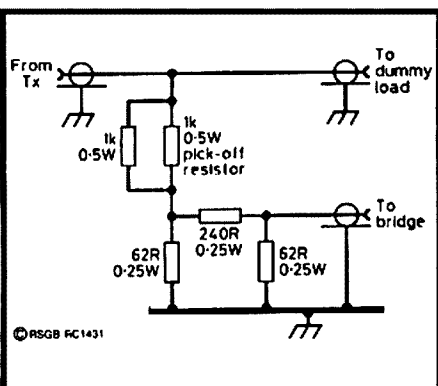 From
Tx
To
dummy
load
1k
0·5W
1k
0·5W
pick-off
resistor
To
bridge
240R
0·25W
62R
0·25W
62R
0·25W
© RSGB RC1431